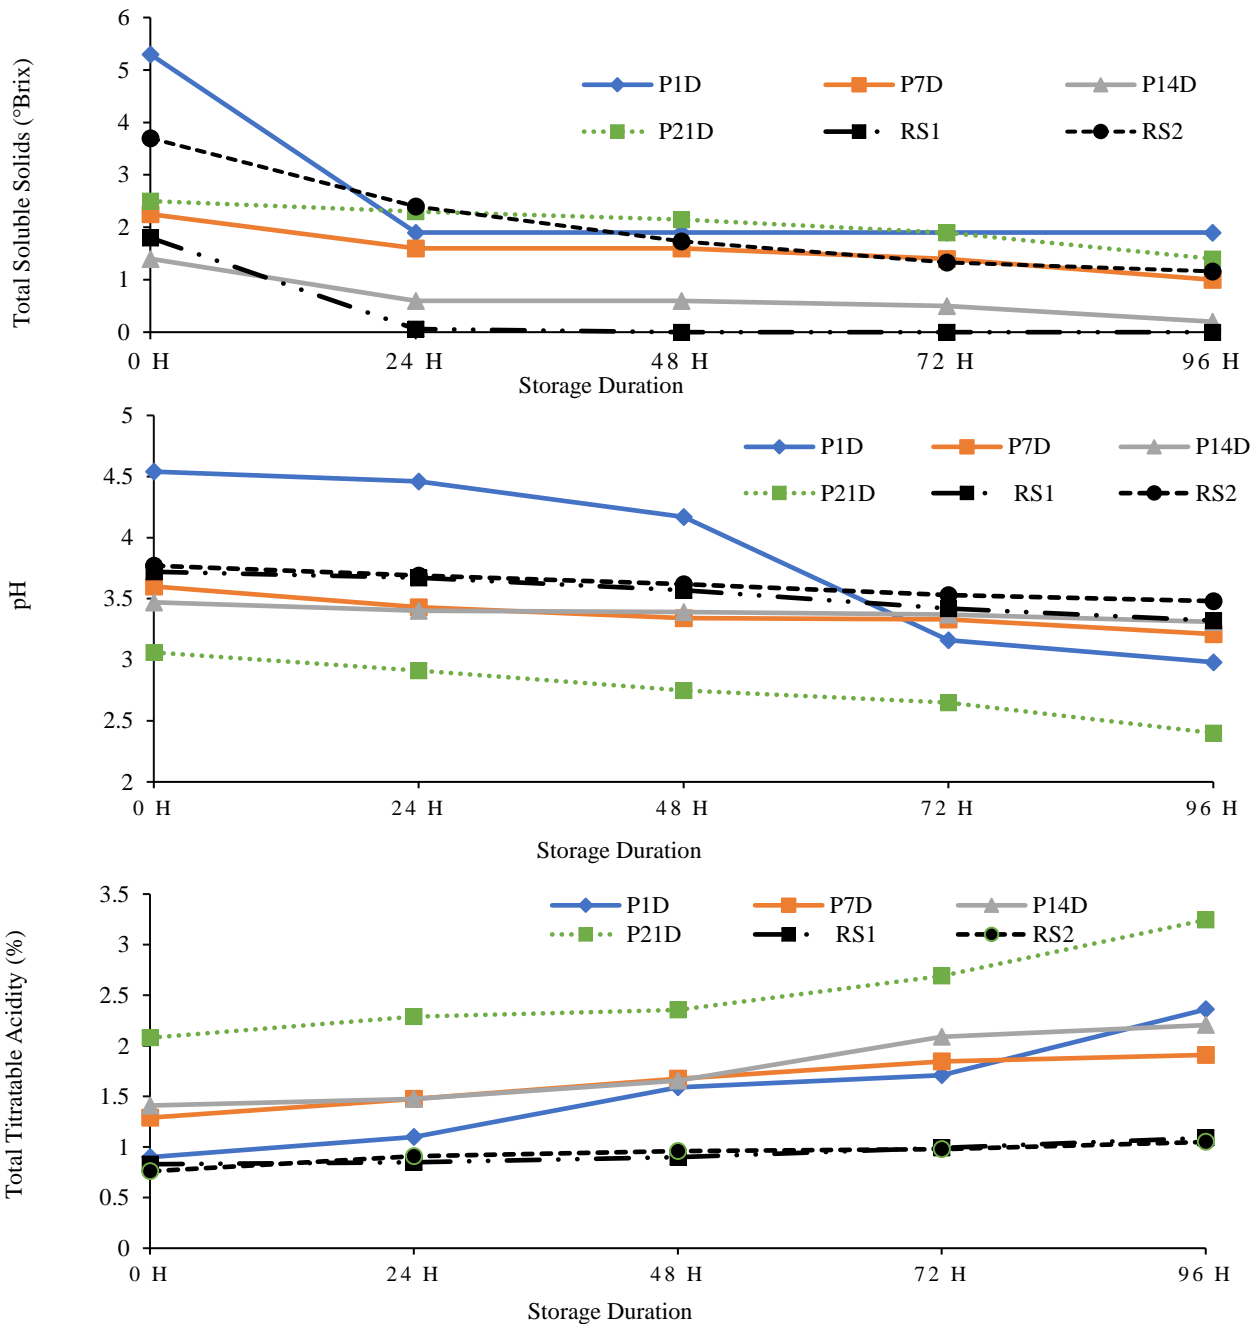 Total Soluble Solids (°Brix)
6
5
4
3
2
1
0
P1D P7D P14D
P21D RS1 RS2
0 H 24 H 48 H 72 H 96 H
Storage Duration
pH
5
4.5
4
3.5
3
2.5
2
P1D P7D P14D
P21D RS1 RS2
0 H 24 H 48 H 72 H 96 H
Storage Duration
Total Titratable Acidity (%)
3.5
3
2.5
2
1.5
1
0.5
0
P1D P7D P14D
P21D RS1 RS2
0 H 24 H 48 H 72 H 96 H
Storage Duration